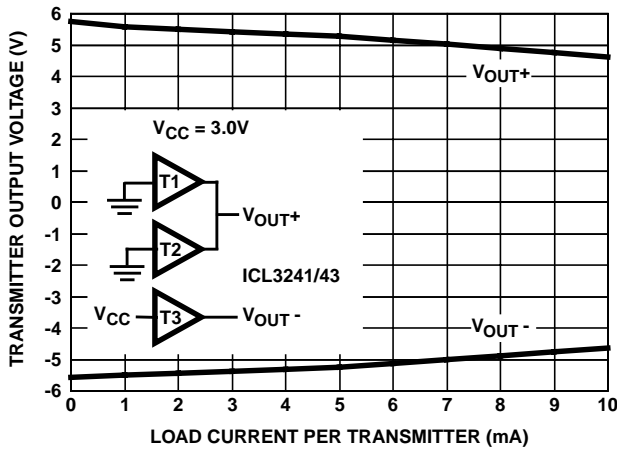 TRANSMITTER OUTPUT VOLTAGE (V)
6
5
4
3
2
1
0
-1
-2
-3
-4
-5
-6
VOUT+
VCC = 3.0V
T1
VOUT+
T2
ICL3241/43
VCC
T3
VOUT -
VOUT -
0 1 2 3 4 5 6 7 8 9 10
LOAD CURRENT PER TRANSMITTER (mA)